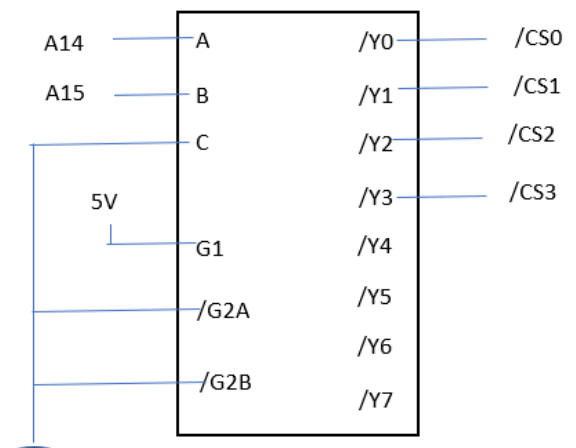 A14 A /Y0 /CS0
A15 B /Y1 /CS1
C /Y2 /CS2
5V /Y3 /CS3
G1 /Y4
/G2A /Y5
/Y6
/G2B /Y7